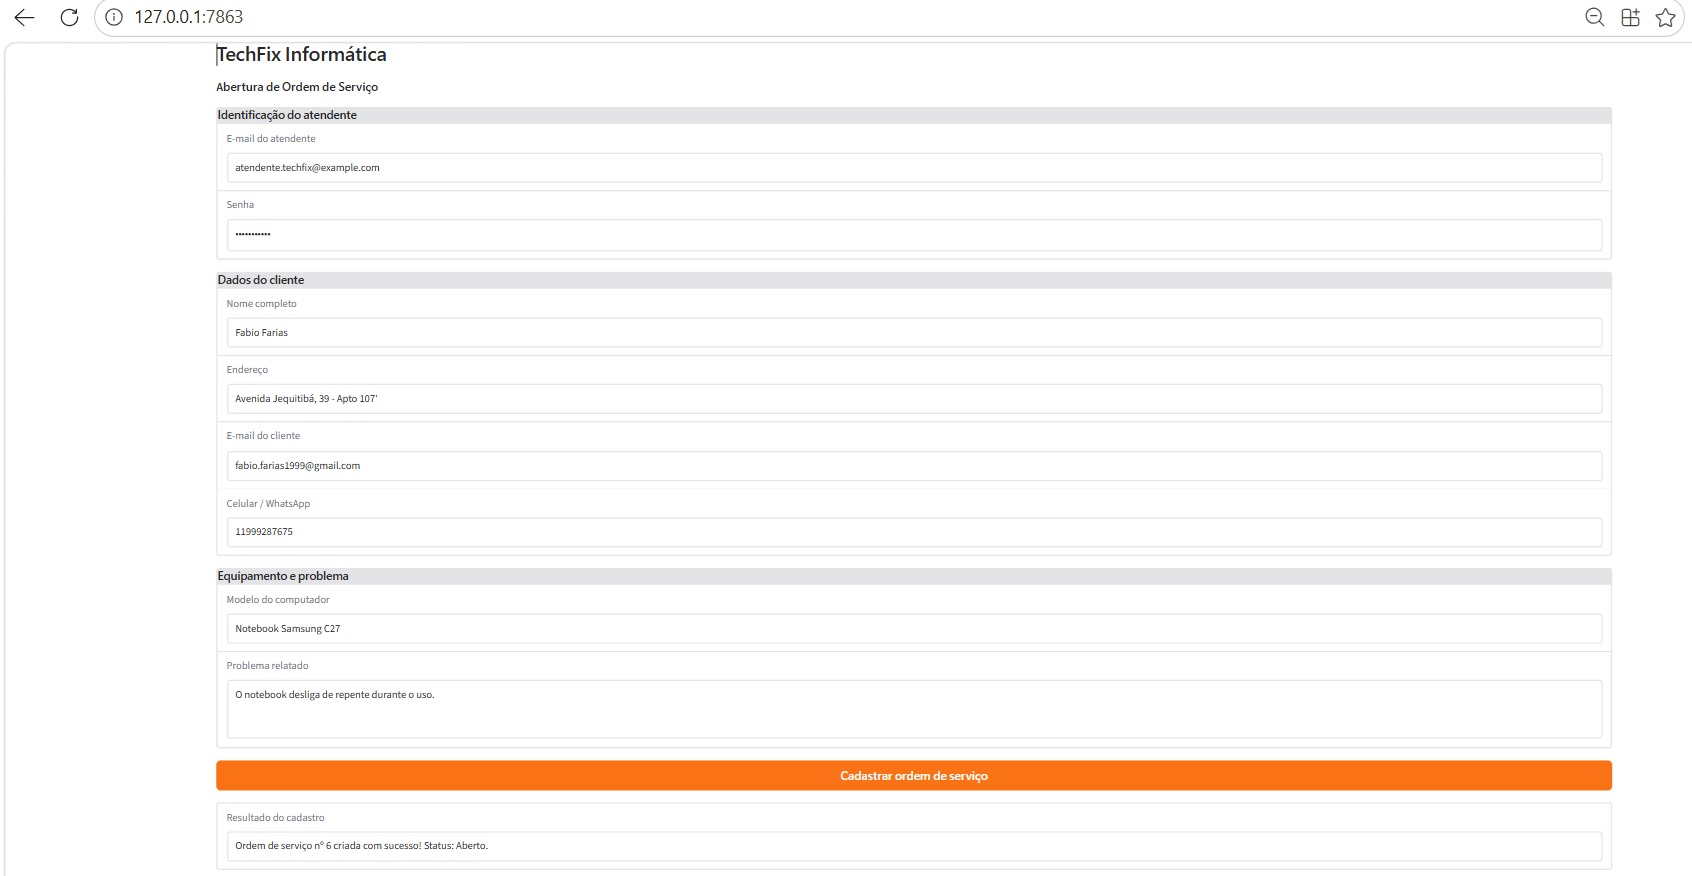 127.0.0.1:7863
TechFix Informática
Abertura de Ordem de Serviço
Identificação do atendente
E-mail do atendente
atendente.techfix@example.com
Senha
•••••••••••
Dados do cliente
Nome completo
Fabio Farias
Endereço
Avenida Jequitibá, 39 - Apto 107'
E-mail do cliente
fabio.farias1999@gmail.com
Celular / WhatsApp
11999287675
Equipamento e problema
Modelo do computador
Notebook Samsung C27
Problema relatado
O notebook desliga de repente durante o uso.
Cadastrar ordem de serviço
Resultado do cadastro
Ordem de serviço nº 6 criada com sucesso! Status: Aberto.